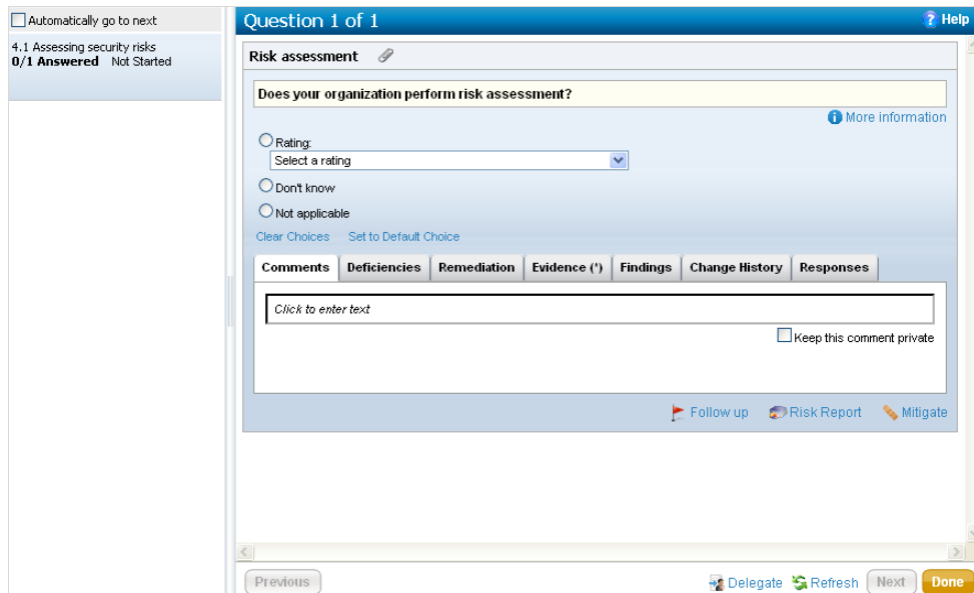 Automatically go to next
4.1 Assessing security risks
0/1 Answered Not Started
Question 1 of 1
Help
Risk assessment
Does your organization perform risk assessment?
More information
Rating:
Select a rating
Don't know
Not applicable
Clear Choices Set to Default Choice
Comments Deficiencies Remediation Evidence (*) Findings Change History Responses
Click to enter text
Keep this comment private
Follow up Risk Report Mitigate
Previous Delegate Refresh Next Done